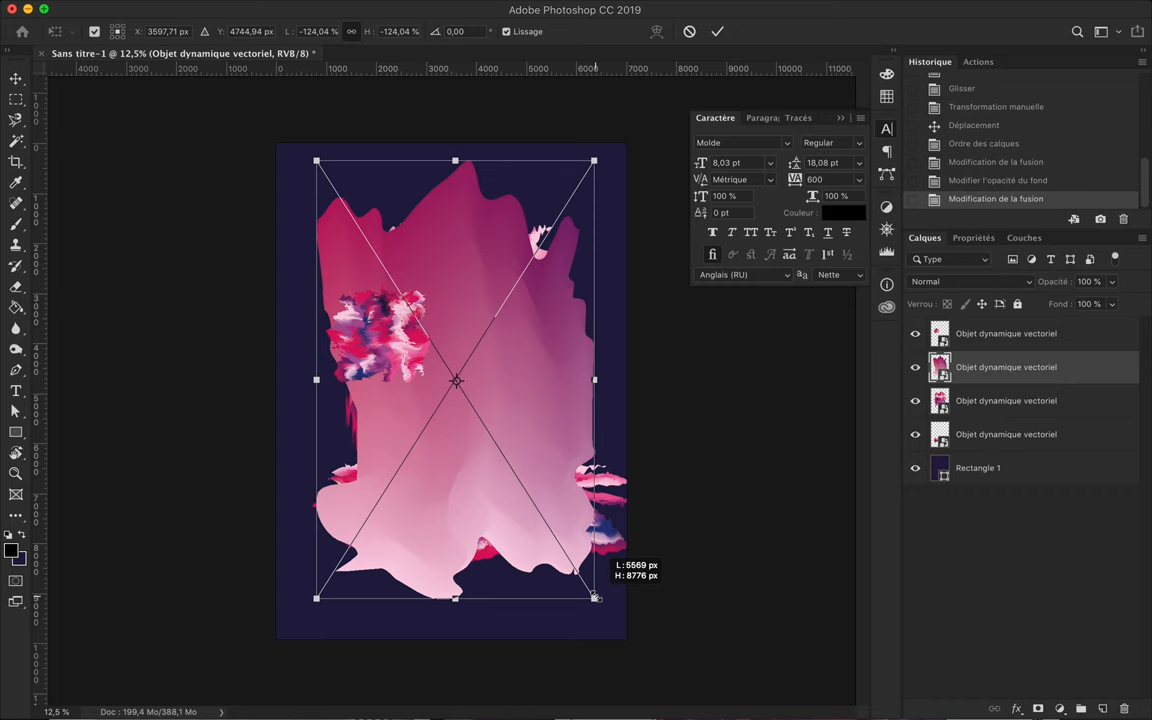 Adobe Photoshop CC 2019
X: 3597,71 px Y: 4744,94 px L: -124,04 % H: -124,04 % 0,00 ° Lissage
Sans titre-1 @ 12,5% (Objet dynamique vectoriel, RVB/8) *
4000 3000 2000 1000 0 1000 2000 3000 4000 5000 6000 7000 8000 9000 10000 11000
Historique Actions
Glisser
Transformation manuelle
Déplacement
Ordre des calques
Modification de la fusion
Modifier l'opacité du fond
Modification de la fusion
Caractère Paragra Tracés
Molde Regular
8,03 pt 18,08 pt
Métrique 600
100 % 100 %
0 pt Couleur :
Anglais (RU) Nette
Calques Propriétés Couches
Type
Normal Opacité : 100 %
Verrou : Fond : 100 %
Objet dynamique vectoriel
Objet dynamique vectoriel
Objet dynamique vectoriel
Objet dynamique vectoriel
Rectangle 1
L: 5569 px
H: 8776 px
12,5 % Doc : 199,4 Mo/388,1 Mo